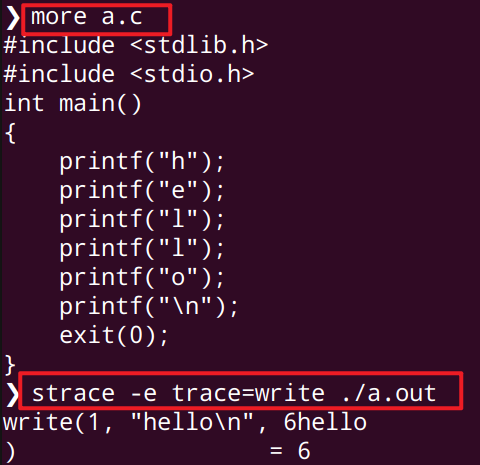 ❯ more a.c
#include <stdlib.h>
#include <stdio.h>
int main()
{
    printf("h");
    printf("e");
    printf("l");
    printf("l");
    printf("o");
    printf("\n");
    exit(0);
}
❯ strace -e trace=write ./a.out
write(1, "hello\n", 6hello
)                  = 6